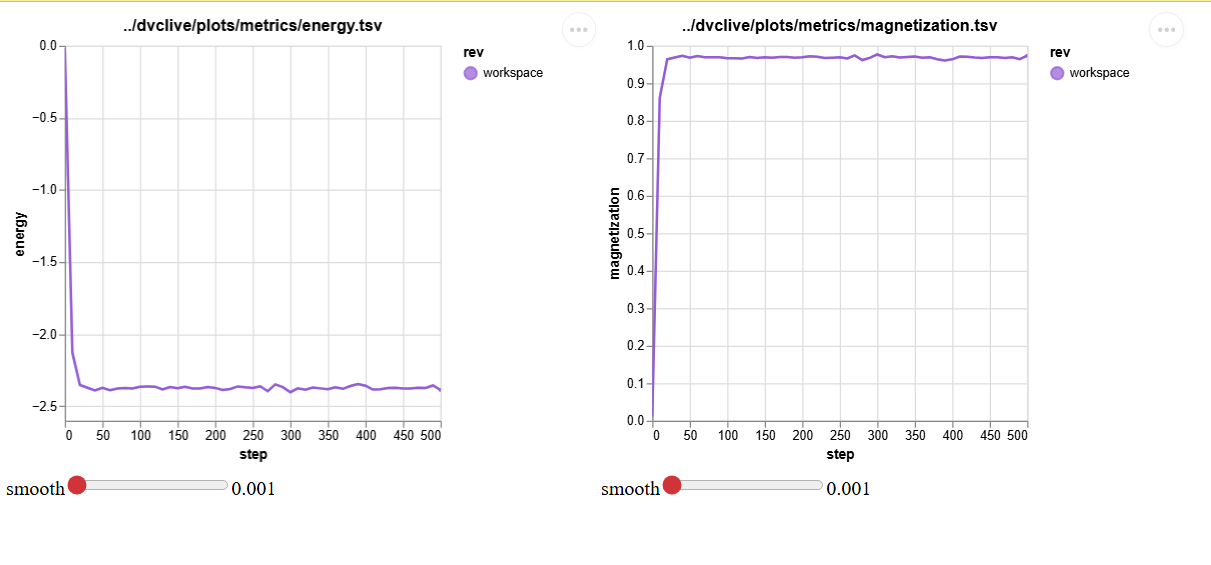 ../dvclive/plots/metrics/energy.tsv
rev
workspace
0.0
−0.5
−1.0
−1.5
−2.0
−2.5
energy
0 50 100 150 200 250 300 350 400 450 500
step
smooth 0.001
../dvclive/plots/metrics/magnetization.tsv
rev
workspace
1.0
0.9
0.8
0.7
0.6
0.5
0.4
0.3
0.2
0.1
0.0
magnetization
0 50 100 150 200 250 300 350 400 450 500
step
smooth 0.001